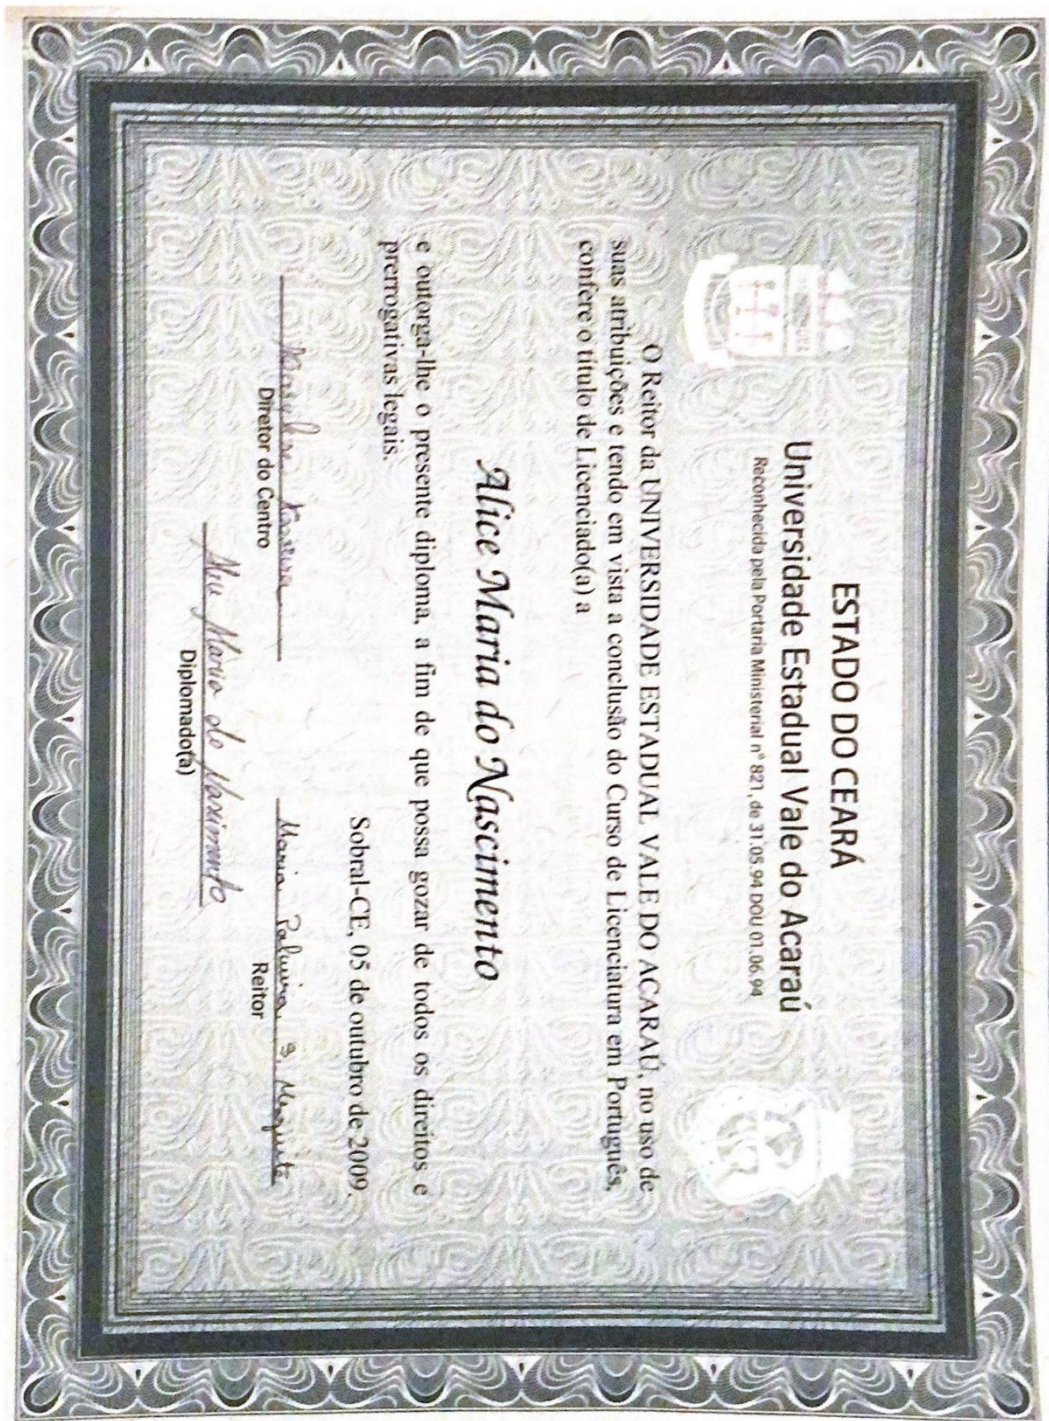 ESTADO DO CEARÁ
Universidade Estadual Vale do Acaraú
Reconhecida pela Portaria Ministerial nº 821, de 31.05.94 DOU 01.06.94
O Reitor da UNIVERSIDADE ESTADUAL VALE DO ACARAÚ, no uso de
suas atribuições e tendo em vista a conclusão do Curso de Licenciatura em Português,
confere o título de Licenciado(a) a
Alice Maria do Nascimento
e outorga-lhe o presente diploma, a fim de que possa gozar de todos os direitos e
prerrogativas legais.
Sobral-CE, 05 de outubro de 2009.
Diretor do Centro
Maria Palmira
Reitor
Maria do Nascimento
Diplomado(a)